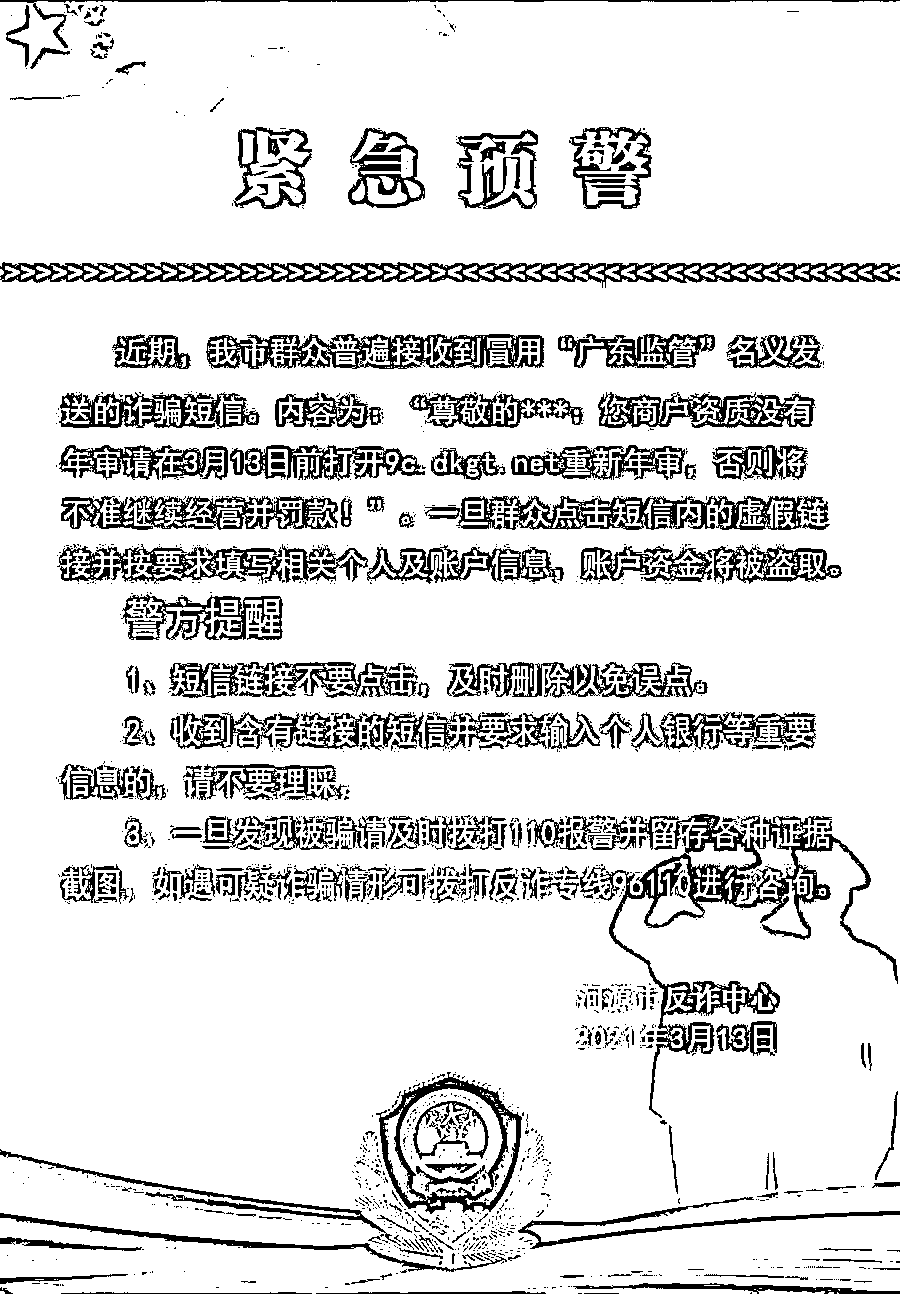 紧急预警
近期，我市群众普遍接收到冒用“广东监管”名义发
送的诈骗短信。内容为：“尊敬的***：您商户资质没有
年审请在3月13日前打开9c.dkgt.net重新年审，否则将
不准继续经营并罚款！”。一旦群众点击短信内的虚假链
接并按要求填写相关个人及账户信息，账户资金将被盗取。
警方提醒
1、短信链接不要点击，及时删除以免误点。
2、收到含有链接的短信并要求输入个人银行等重要
信息的，请不要理睬，
3、一旦发现被骗请及时拨打110报警并留存各种证据
截图，如遇可疑诈骗情形可拨打反诈专线96110进行咨询。
河源市反诈中心
2021年3月13日